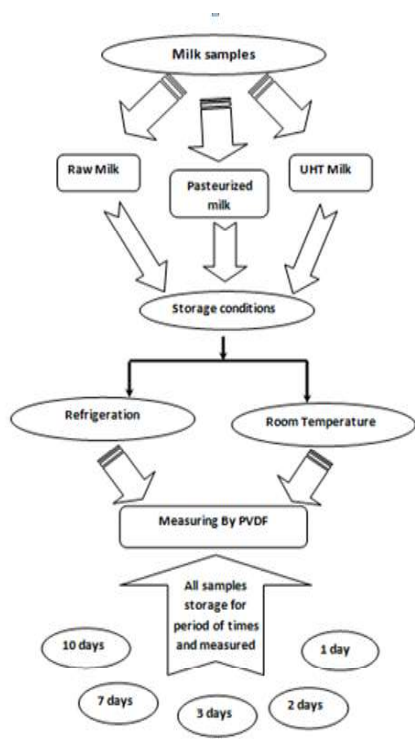 Milk samples
Raw Milk
Pasteurized
milk
UHT Milk
Storage conditions
Refrigeration
Room Temperature
Measuring By PVDF
All samples
storage for
period of times
and measured
10 days
1 day
7 days
3 days
2 days